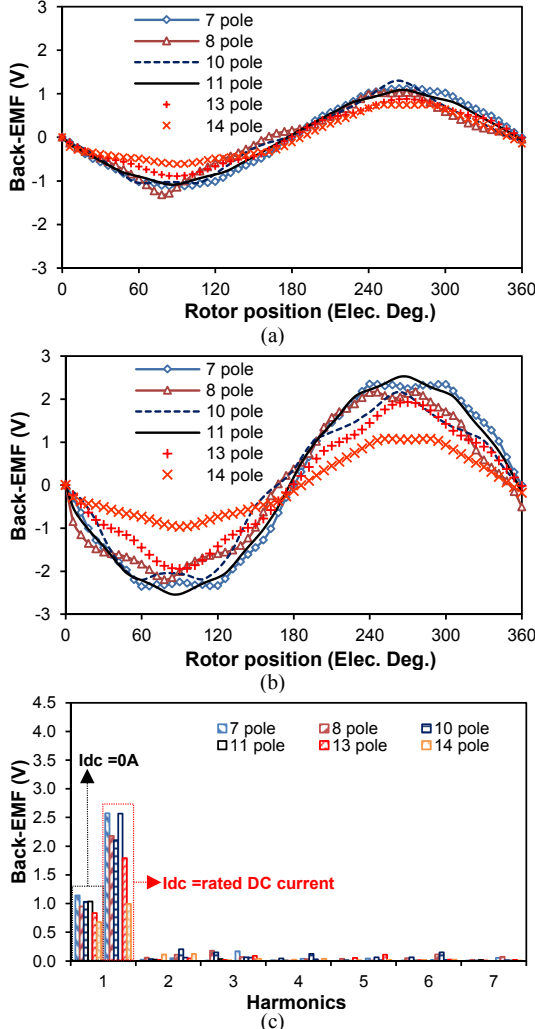 3
2
1
0
-1
-2
-3
Back-EMF (V)
7 pole
8 pole
10 pole
11 pole
13 pole
14 pole
0 60 120 180 240 300 360
Rotor position (Elec. Deg.)
(a)
3
2
1
0
-1
-2
-3
Back-EMF (V)
7 pole
8 pole
10 pole
11 pole
13 pole
14 pole
0 60 120 180 240 300 360
Rotor position (Elec. Deg.)
(b)
4.5
4.0
3.5
3.0
2.5
2.0
1.5
1.0
0.5
0.0
Back-EMF (V)
7 pole 8 pole 10 pole
11 pole 13 pole 14 pole
Idc =0A
Idc =rated DC current
1 2 3 4 5 6 7
Harmonics
(c)